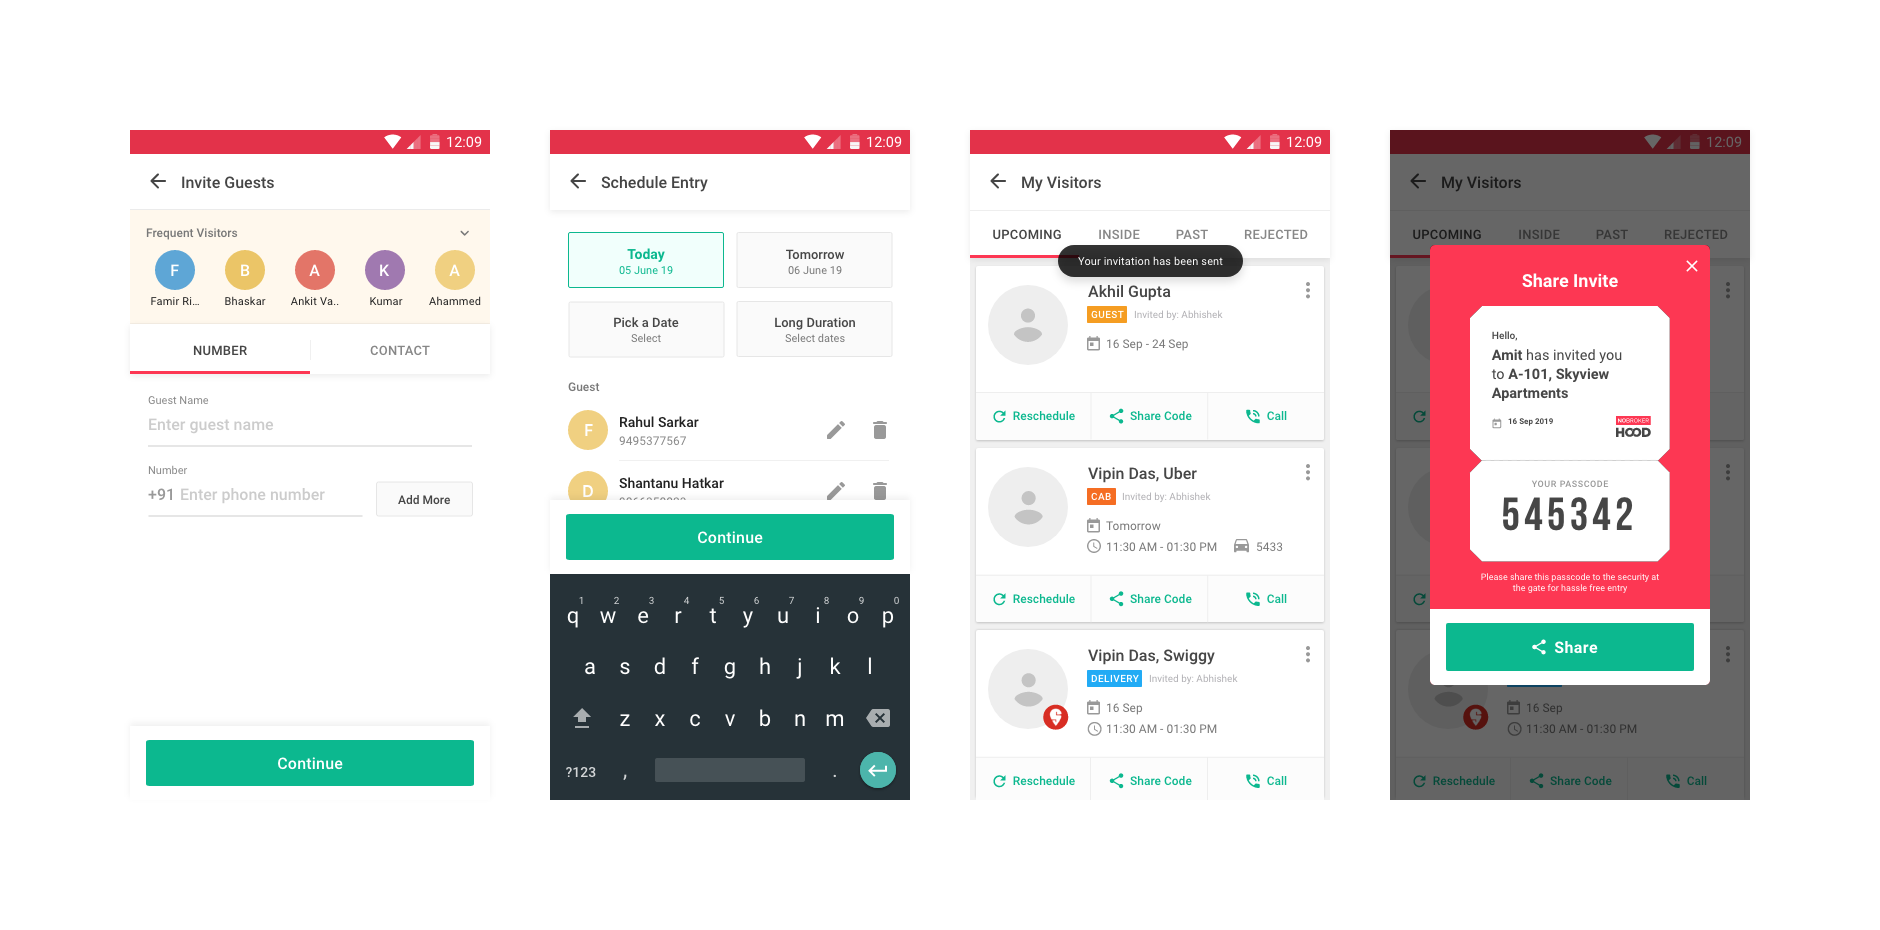 12:09
Invite Guests
Frequent Visitors
F B A K A
Famir Ri... Bhaskar Ankit Va.. Kumar Ahammed
NUMBER CONTACT
Guest Name
Enter guest name
Number
+91 Enter phone number Add More
Continue
12:09
Schedule Entry
Today Tomorrow
05 June 19 06 June 19
Pick a Date Long Duration
Select Select dates
Guest
F Rahul Sarkar
9495377567
D Shantanu Hatkar
Continue
1 2 3 4 5 6 7 8 9 0
q w e r t y u i o p
a s d f g h j k l
z x c v b n m
?123 , .
12:09
My Visitors
UPCOMING INSIDE PAST REJECTED
Your invitation has been sent
Akhil Gupta
GUEST Invited by: Abhishek
16 Sep - 24 Sep
Reschedule Share Code Call
Vipin Das, Uber
CAB Invited by: Abhishek
Tomorrow
11:30 AM - 01:30 PM 5433
Reschedule Share Code Call
Vipin Das, Swiggy
DELIVERY Invited by: Abhishek
16 Sep
11:30 AM - 01:30 PM
Reschedule Share Code Call
12:09
My Visitors
UPCOMING INSIDE PAST REJECTED
Share Invite
Hello,
Amit has invited you
to A-101, Skyview
Apartments
16 Sep 2019
NOBROKER
HOOD
YOUR PASSCODE
545342
Please share this passcode to the security at
the gate for hassle free entry
Share
16 Sep
11:30 AM - 01:30 PM
Reschedule Share Code Call